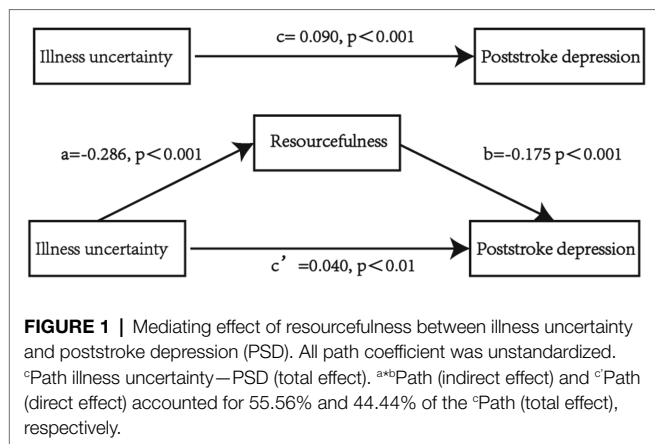 c= 0.090, p<0.001
Illness uncertainty
Poststroke depression
Resourcefulness
a=-0.286, p<0.001
b=-0.175 p<0.001
Illness uncertainty
Poststroke depression
c’ =0.040, p<0.01
FIGURE 1 | Mediating effect of resourcefulness between illness uncertainty
and poststroke depression (PSD). All path coefficient was unstandardized.
ᶜPath illness uncertainty—PSD (total effect). ᵃ*ᵇPath (indirect effect) and ᶜ'Path
(direct effect) accounted for 55.56% and 44.44% of the ᶜPath (total effect),
respectively.